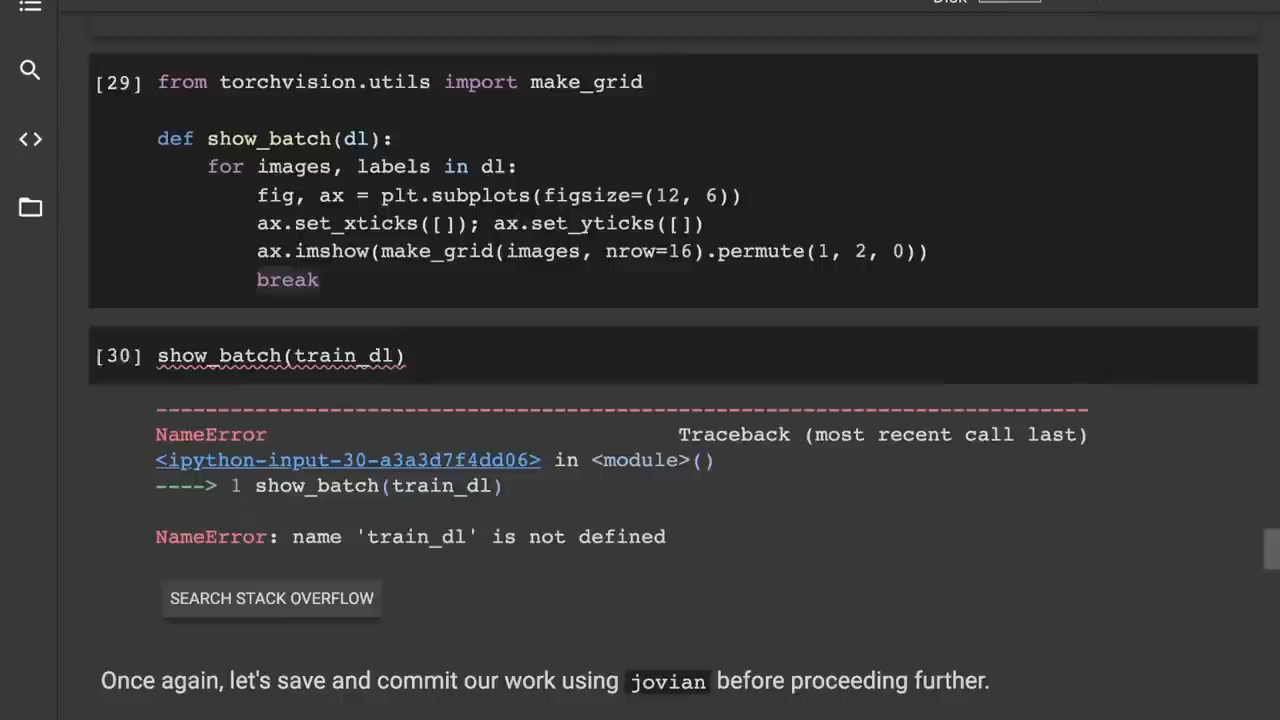 [29] from torchvision.utils import make_grid
def show_batch(dl):
for images, labels in dl:
fig, ax = plt.subplots(figsize=(12, 6))
ax.set_xticks([]); ax.set_yticks([])
ax.imshow(make_grid(images, nrow=16).permute(1, 2, 0))
break
[30] show_batch(train_dl)
---------------------------------------------------------------------------
NameError Traceback (most recent call last)
<ipython-input-30-a3a3d7f4dd06> in <module>()
----> 1 show_batch(train_dl)
NameError: name 'train_dl' is not defined
SEARCH STACK OVERFLOW
Once again, let's save and commit our work using jovian before proceeding further.